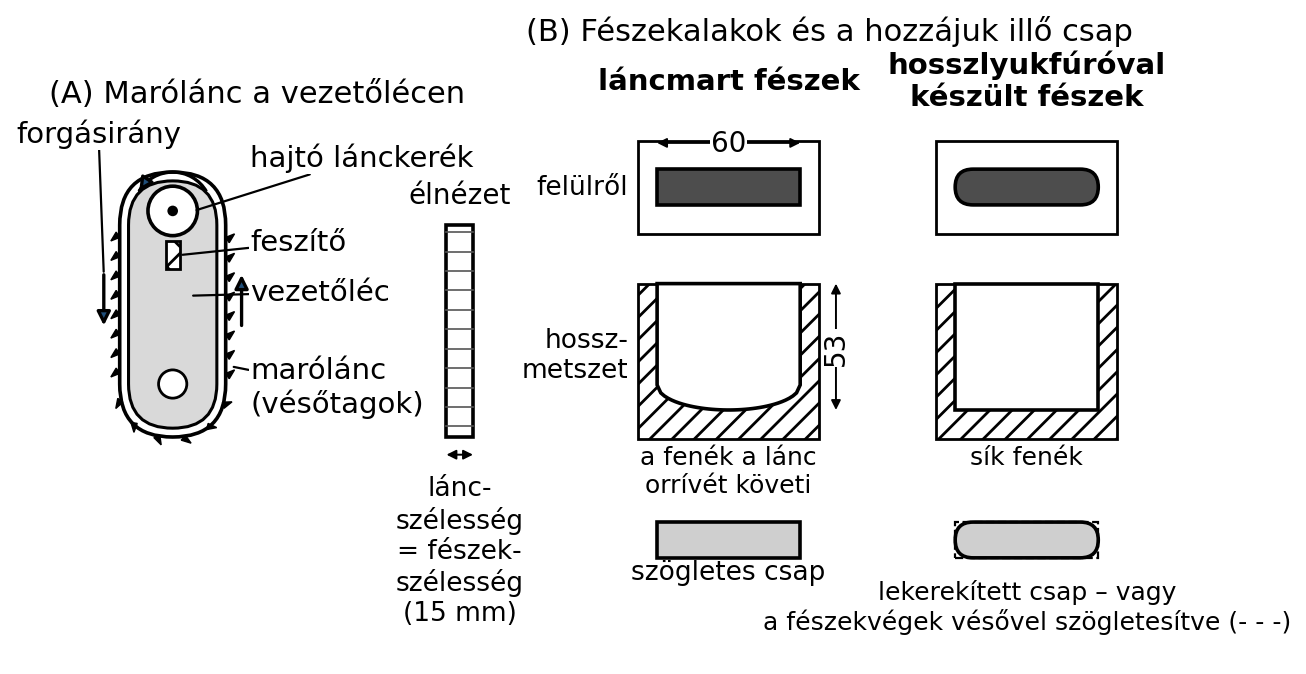 (B) Fészekalakok és a hozzájuk illő csap
(A) Marólánc a vezetőlécen
láncmart fészek
hosszlyukfúróval
készült fészek
forgásirány
hajtó lánckerék
élnézet
feszítő
vezetőléc
marólánc
(vésőtagok)
lánc-
szélesség
= fészek-
szélesség
(15 mm)
60
felülről
hossz-
metszet
53
a fenék a lánc
orrívét követi
sík fenék
szögletes csap
lekerekített csap – vagy
a fészekvégek vésővel szögletesítve (- - -)